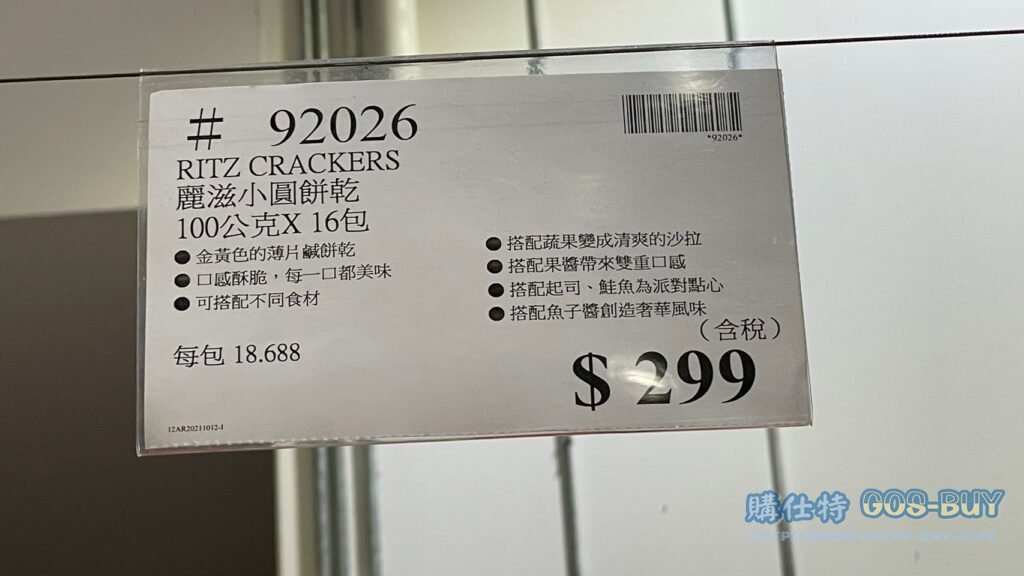 # 92026
*92026*
RITZ CRACKERS
麗滋小圓餅乾
100公克X 16包
●金黃色的薄片鹹餅乾
●口感酥脆，每一口都美味
●可搭配不同食材
●搭配蔬果變成清爽的沙拉
●搭配果醬帶來雙重口感
●搭配起司、鮭魚為派對點心
●搭配魚子醬創造奢華風味
（含稅）
每包 18.688
$ 299
12AR20211012-1
購仕特 GOS-BUY